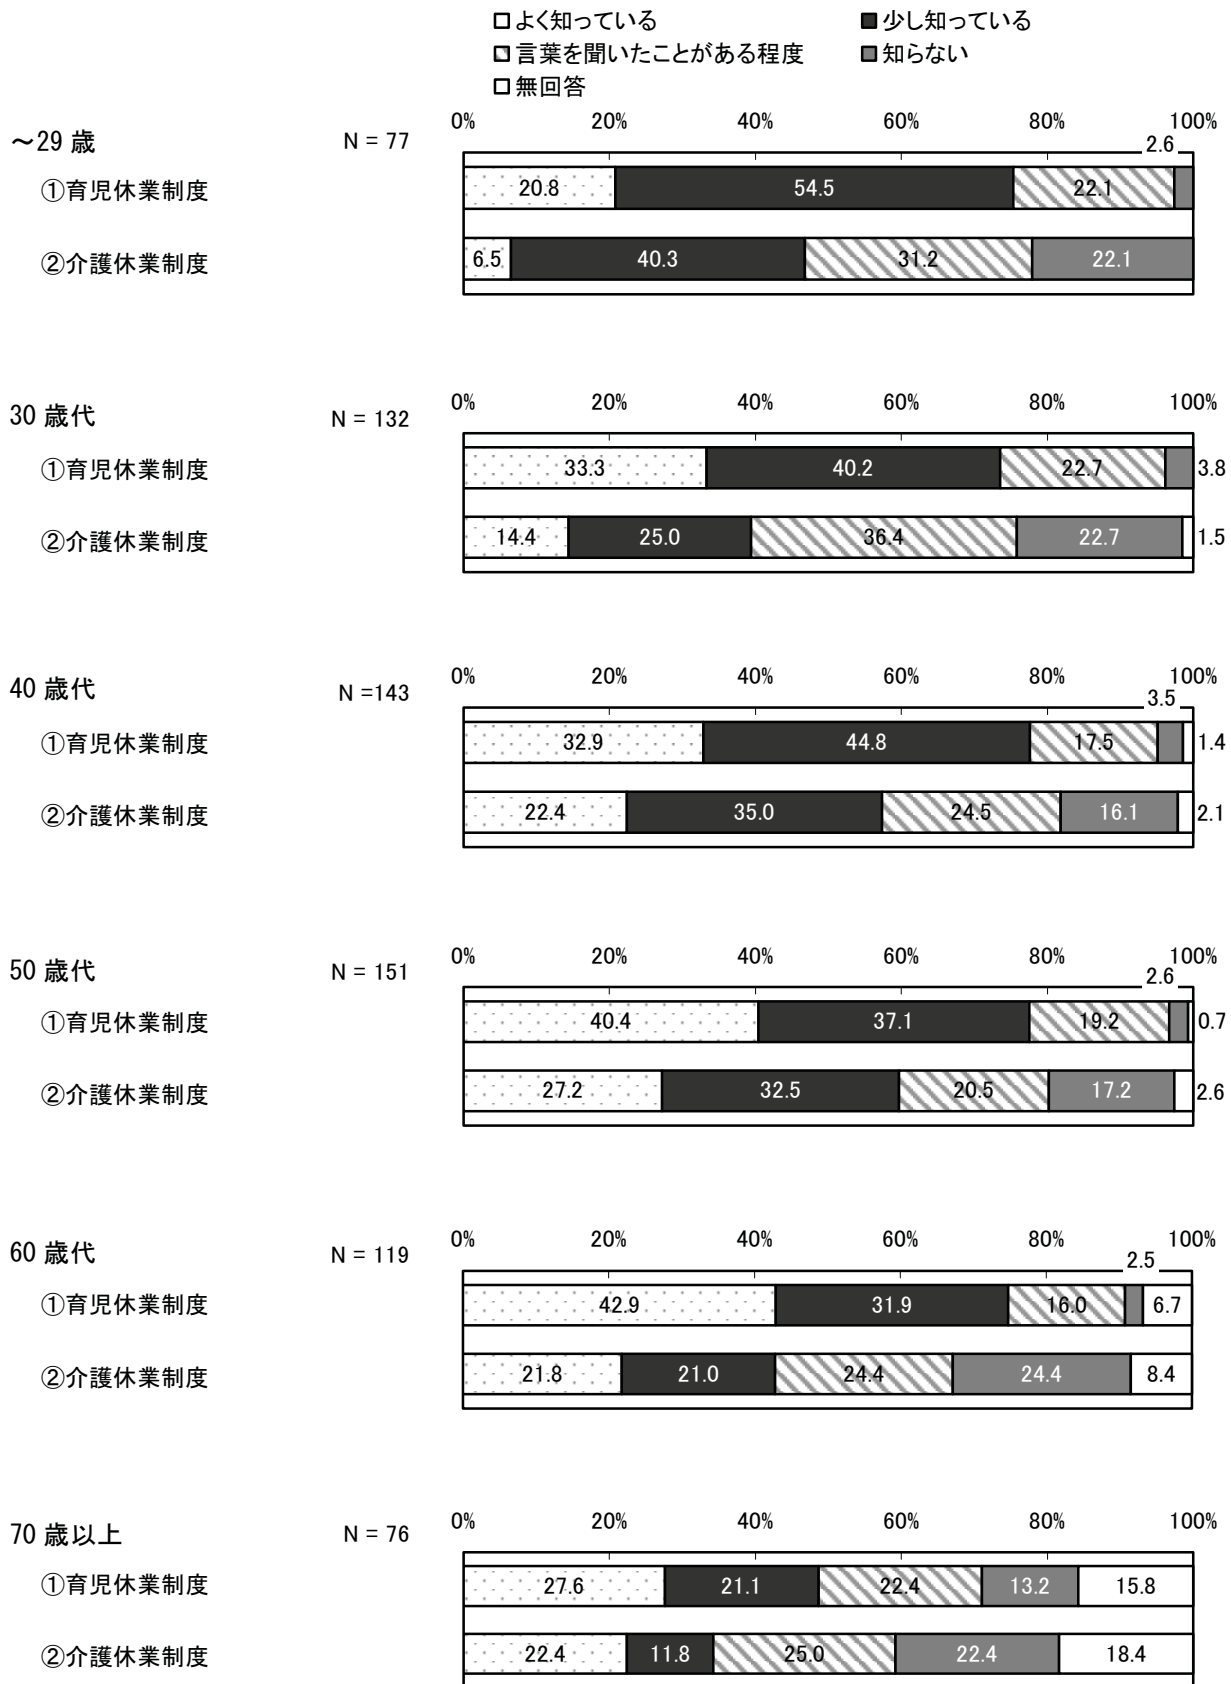 □よく知っている ■少し知っている
言葉を聞いたことがある程度 ■知らない
□無回答
～29 歳 N = 77
0% 20% 40% 60% 80% 100%
2.6
①育児休業制度 20.8 54.5 22.1
②介護休業制度 6.5 40.3 31.2 22.1
30 歳代 N = 132
0% 20% 40% 60% 80% 100%
①育児休業制度 33.3 40.2 22.7 3.8
②介護休業制度 14.4 25.0 36.4 22.7 1.5
40 歳代 N =143
0% 20% 40% 60% 80% 100%
3.5
①育児休業制度 32.9 44.8 17.5 1.4
②介護休業制度 22.4 35.0 24.5 16.1 2.1
50 歳代 N = 151
0% 20% 40% 60% 80% 100%
2.6
①育児休業制度 40.4 37.1 19.2 0.7
②介護休業制度 27.2 32.5 20.5 17.2 2.6
60 歳代 N = 119
0% 20% 40% 60% 80% 100%
2.5
①育児休業制度 42.9 31.9 16.0 6.7
②介護休業制度 21.8 21.0 24.4 24.4 8.4
70 歳以上 N = 76
0% 20% 40% 60% 80% 100%
①育児休業制度 27.6 21.1 22.4 13.2 15.8
②介護休業制度 22.4 11.8 25.0 22.4 18.4